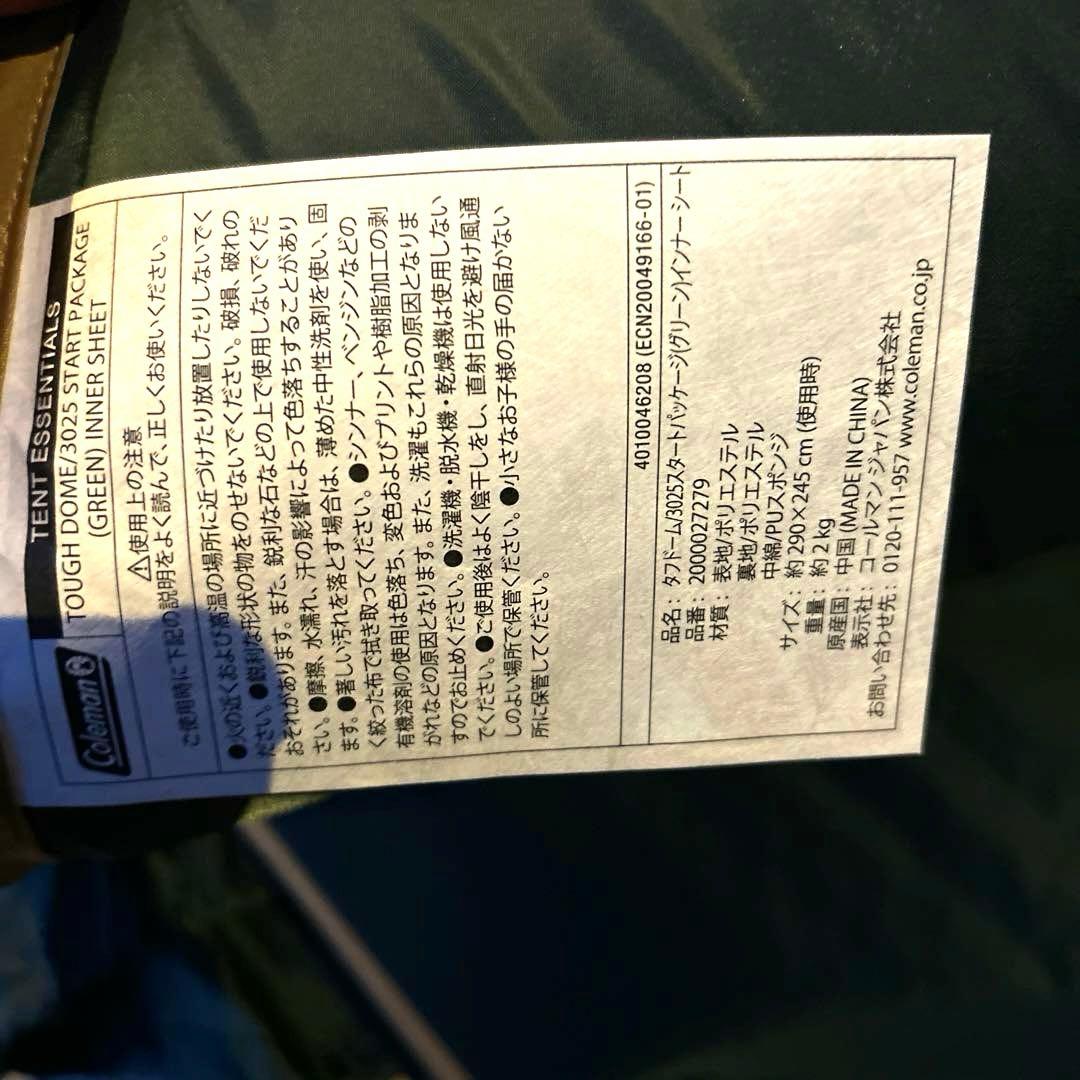 Coleman
TENT ESSENTIALS
TOUGH DOME/3025 START PACKAGE
(GREEN) INNER SHEET
⚠使用上の注意
ご使用時に下記の説明をよく読んで、正しくお使いください。
●火の近くおよび高温の場所に近づけたり放置したりしないでく
ださい。●鋭利な形状の物をのせないでください。破損、破れの
おそれがあります。また、鋭利な石などの上で使用しないでくだ
さい。●摩擦、水濡れ、汗の影響によって色落ちすることがあり
ます。●著しい汚れを落とす場合は、薄めた中性洗剤を使い、固
く絞った布で拭き取ってください。●シンナー、ベンジンなどの
有機溶剤の使用は色落ち、変色およびプリントや樹脂加工の剥
がれなどの原因となります。また、洗濯もこれらの原因となりま
すのでお止めください。●洗濯機・脱水機・乾燥機は使用しない
でください。●ご使用後はよく陰干しをし、直射日光を避け風通
しのよい場所で保管ください。●小さなお子様の手の届かない
所に保管してください。
4010046208 (ECN20049166-01)
品名：タフドーム/3025スタートパッケージ(グリーン)インナーシート
品番：2000027279
材質：表地/ポリエステル
裏地/ポリエステル
中綿/PUスポンジ
サイズ：約 290×245 cm (使用時)
重量：約 2 kg
原産国：中国 (MADE IN CHINA)
表示社：コールマン ジャパン株式会社
お問い合わせ先：0120-111-957 www.coleman.co.jp